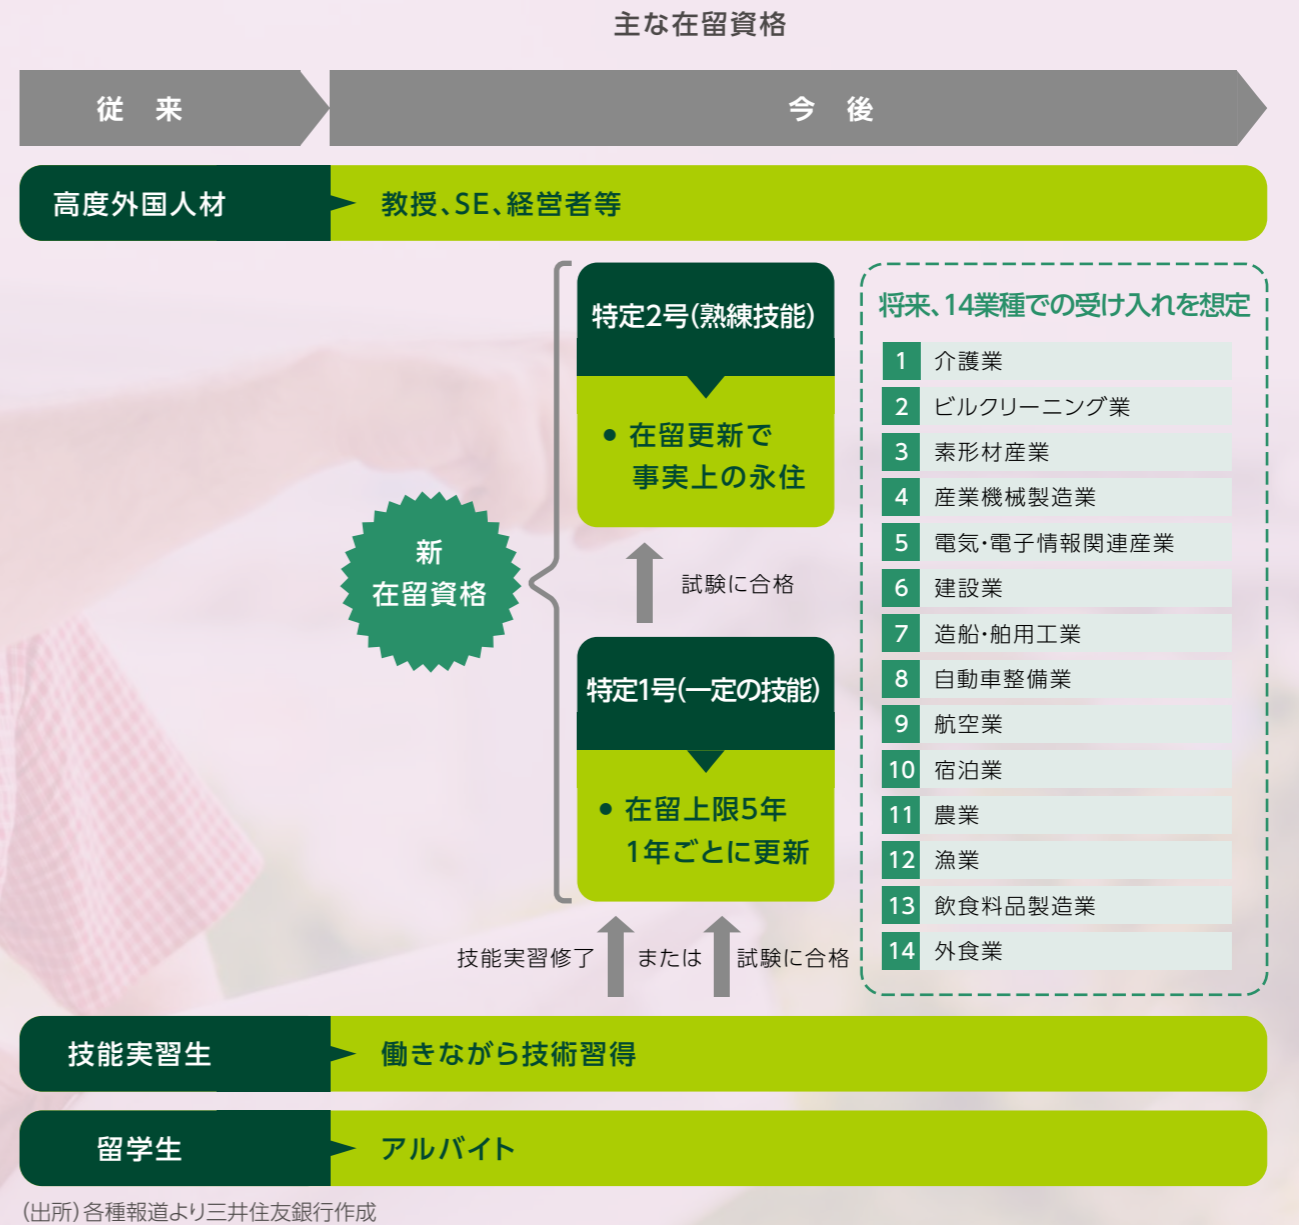 主な在留資格
従 来
今 後
高度外国人材
教授、SE、経営者等
新
在留資格
特定2号(熟練技能)
● 在留更新で
事実上の永住
試験に合格
特定1号(一定の技能)
● 在留上限5年
1年ごとに更新
技能実習修了
または
試験に合格
将来、14業種での受け入れを想定
1 介護業
2 ビルクリーニング業
3 素形材産業
4 産業機械製造業
5 電気・電子情報関連産業
6 建設業
7 造船・舶用工業
8 自動車整備業
9 航空業
10 宿泊業
11 農業
12 漁業
13 飲食料品製造業
14 外食業
技能実習生
働きながら技術習得
留学生
アルバイト
(出所)各種報道より三井住友銀行作成